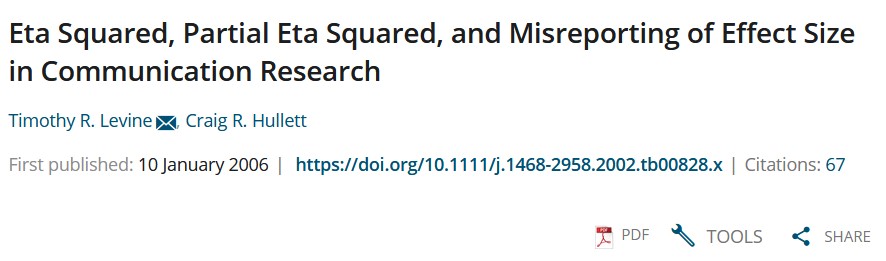 Eta Squared, Partial Eta Squared, and Misreporting of Effect Size
in Communication Research
Timothy R. Levine, Craig R. Hullett
First published: 10 January 2006 | https://doi.org/10.1111/j.1468-2958.2002.tb00828.x | Citations: 67
PDF TOOLS SHARE